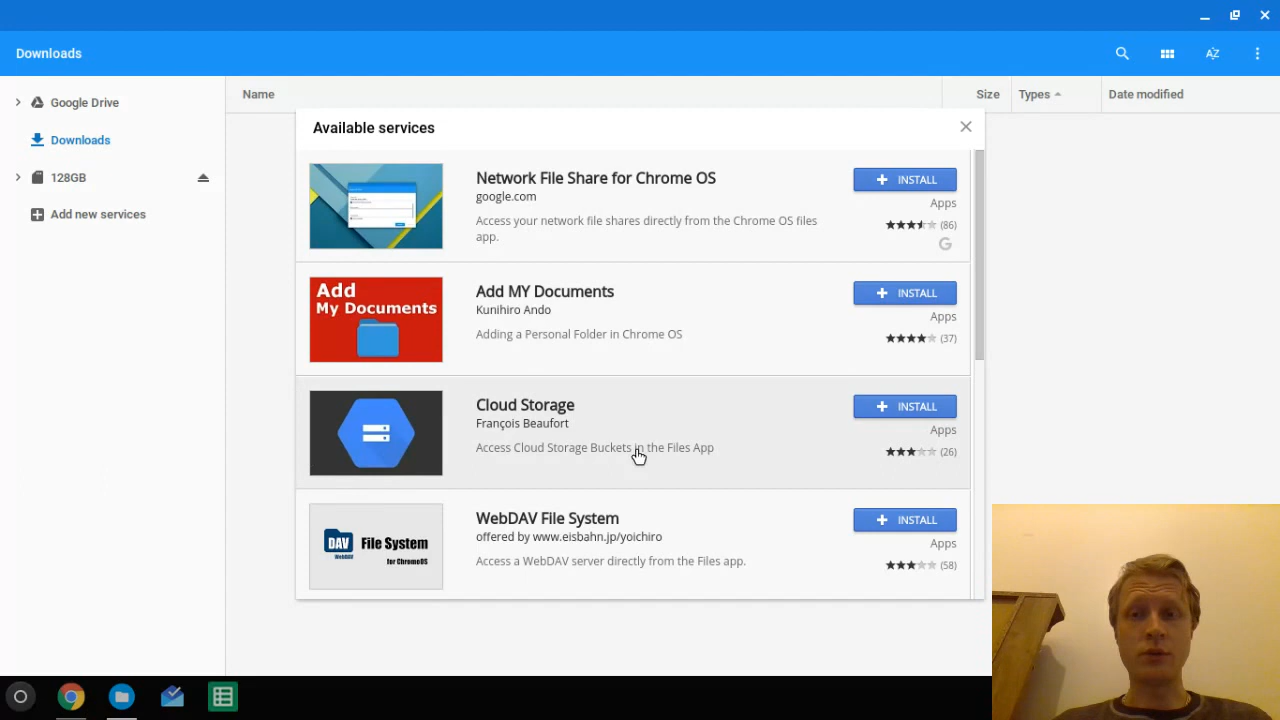 Downloads
Google Drive
Downloads
128GB
Add new services
Name
Size
Types
Date modified
Available services
Network File Share for Chrome OS
google.com
Access your network file shares directly from the Chrome OS files
app.
INSTALL
Apps
(86)
Add
My Documents
Add MY Documents
Kunihiro Ando
Adding a Personal Folder in Chrome OS
INSTALL
Apps
(37)
Cloud Storage
François Beaufort
Access Cloud Storage Buckets in the Files App
INSTALL
Apps
(26)
DAV
WebDAV
File System
for ChromeOS
WebDAV File System
offered by www.eisbahn.jp/yoichiro
Access a WebDAV server directly from the Files app.
INSTALL
Apps
(58)